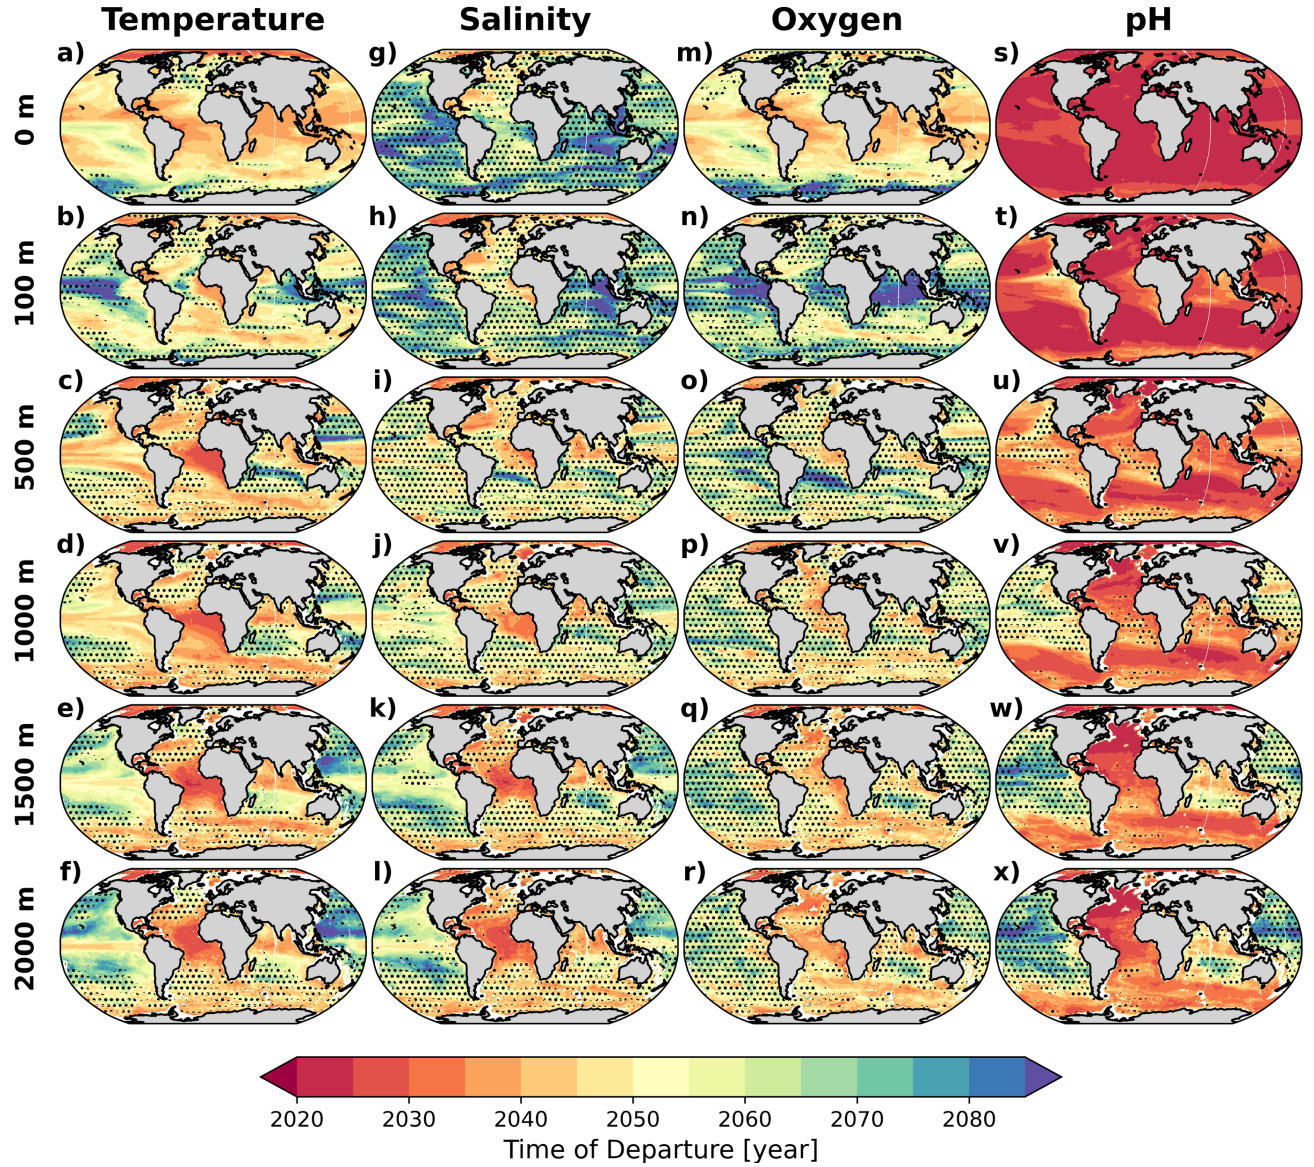 Temperature Salinity Oxygen pH
a) g) m) s)
0 m
b) h) n) t)
100 m
c) i) o) u)
500 m
d) j) p) v)
1000 m
e) k) q) w)
1500 m
f) l) r) x)
2000 m
2020 2030 2040 2050 2060 2070 2080
Time of Departure [year]